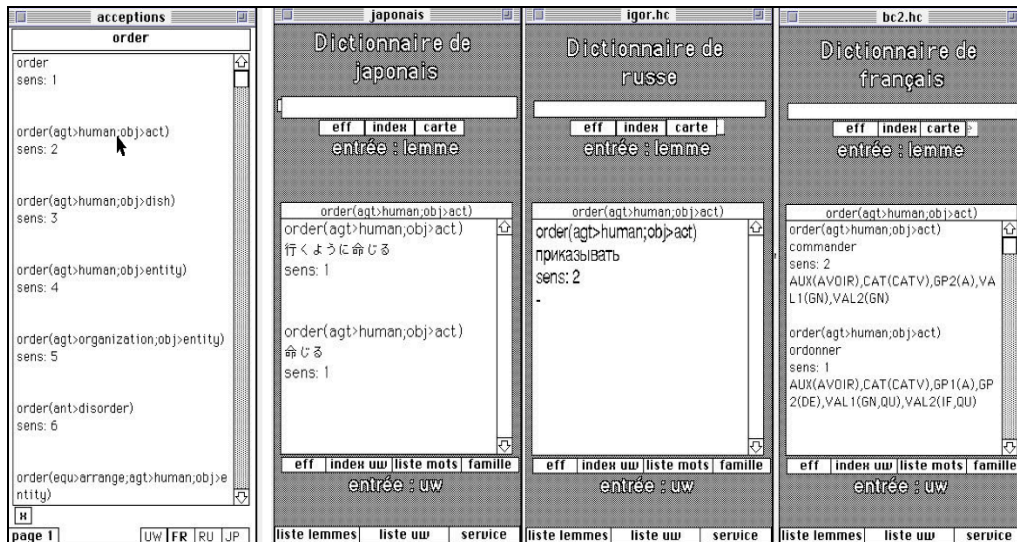 acceptions
order
order
sens: 1
order(agt>human;obj>act)
sens: 2
order(agt>human;obj>dish)
sens: 3
order(agt>human;obj>entity)
sens: 4
order(agt>organization;obj>entity)
sens: 5
order(ant>disorder)
sens: 6
order(equ>arrange;agt>human;obj>e
ntity)
page 1
UW FR RU JP
japonais
Dictionnaire de
japonais
eff index carte
entrée : lemme
order(agt>human;obj>act)
order(agt>human;obj>act)
行くように命じる
sens: 1
order(agt>human;obj>act)
命じる
sens: 1
eff index uw liste mots famille
entrée : uw
liste lemmes liste uw service
igor.hc
Dictionnaire de
russe
eff index carte
entrée : lemme
order(agt>human;obj>act)
order(agt>human;obj>act)
приказывать
sens: 2
-
eff index uw liste mots famille
entrée : uw
liste lemmes liste uw service
bc2.hc
Dictionnaire de
français
eff index carte
entrée : lemme
order(agt>human;obj>act)
order(agt>human;obj>act)
commander
sens: 2
AUX(AVOIR),CAT(CATV),GP2(A),VA
L1(GN),VAL2(GN)
order(agt>human;obj>act)
ordonner
sens: 1
AUX(AVOIR),CAT(CATV),GP1(A),GP
2(DE),VAL1(GN,QU),VAL2(IF,QU)
eff index uw liste mots famille
entrée : uw
liste lemmes liste uw service